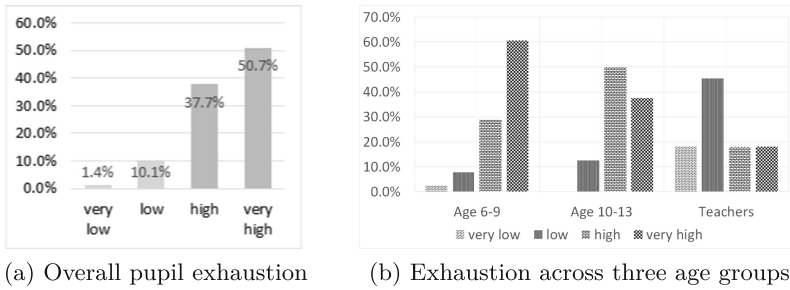 60.0%
50.0%
40.0%
30.0%
20.0%
10.0%
0.0%
1.4%
10.1%
37.7%
50.7%
very low
low
high
very high
(a) Overall pupil exhaustion
70.0%
60.0%
50.0%
40.0%
30.0%
20.0%
10.0%
0.0%
Age 6-9 Age 10-13 Teachers
very low low high very high
(b) Exhaustion across three age groups